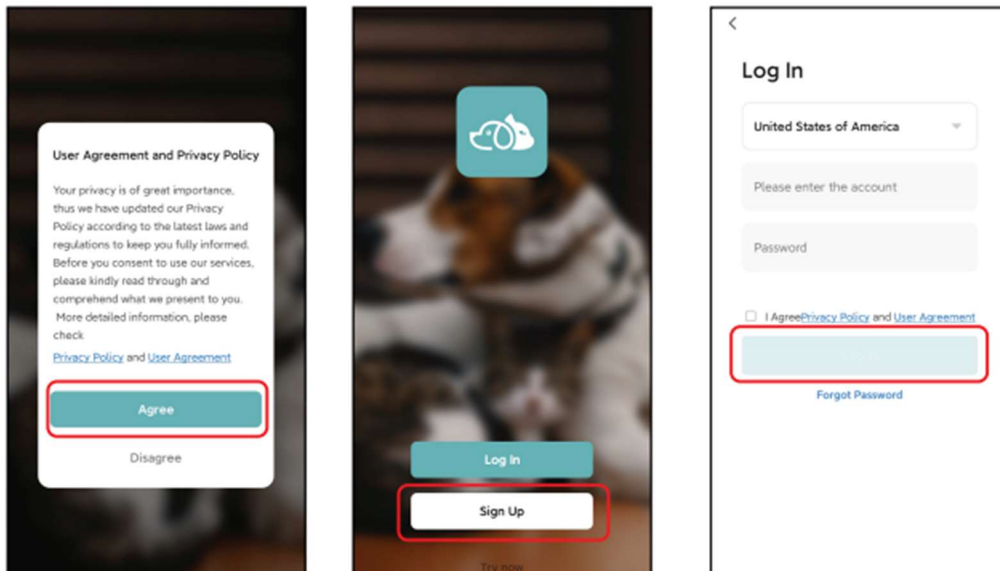 User Agreement and Privacy Policy
Your privacy is of great importance,
thus we have updated our Privacy
Policy according to the latest laws and
regulations to keep you fully informed.
Before you consent to use our services,
please kindly read through and
comprehend what we present to you.
More detailed information, please
check
Privacy Policy and User Agreement
Agree
Disagree
Log In
Sign Up
Try now
Log In
United States of America
Please enter the account
Password
I AgreePrivacy Policy and User Agreement
Forgot Password